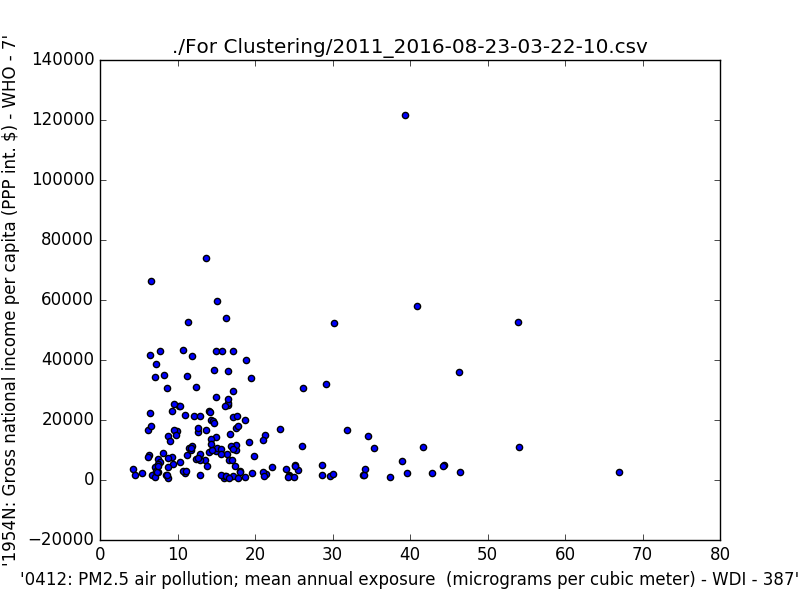 ./For Clustering/2011_2016-08-23-03-22-10.csv
'1954N: Gross national income per capita (PPP int. $) - WHO - 7'
140000
120000
100000
80000
60000
40000
20000
0
−20000
0 10 20 30 40 50 60 70 80
'0412: PM2.5 air pollution; mean annual exposure  (micrograms per cubic meter) - WDI - 387'